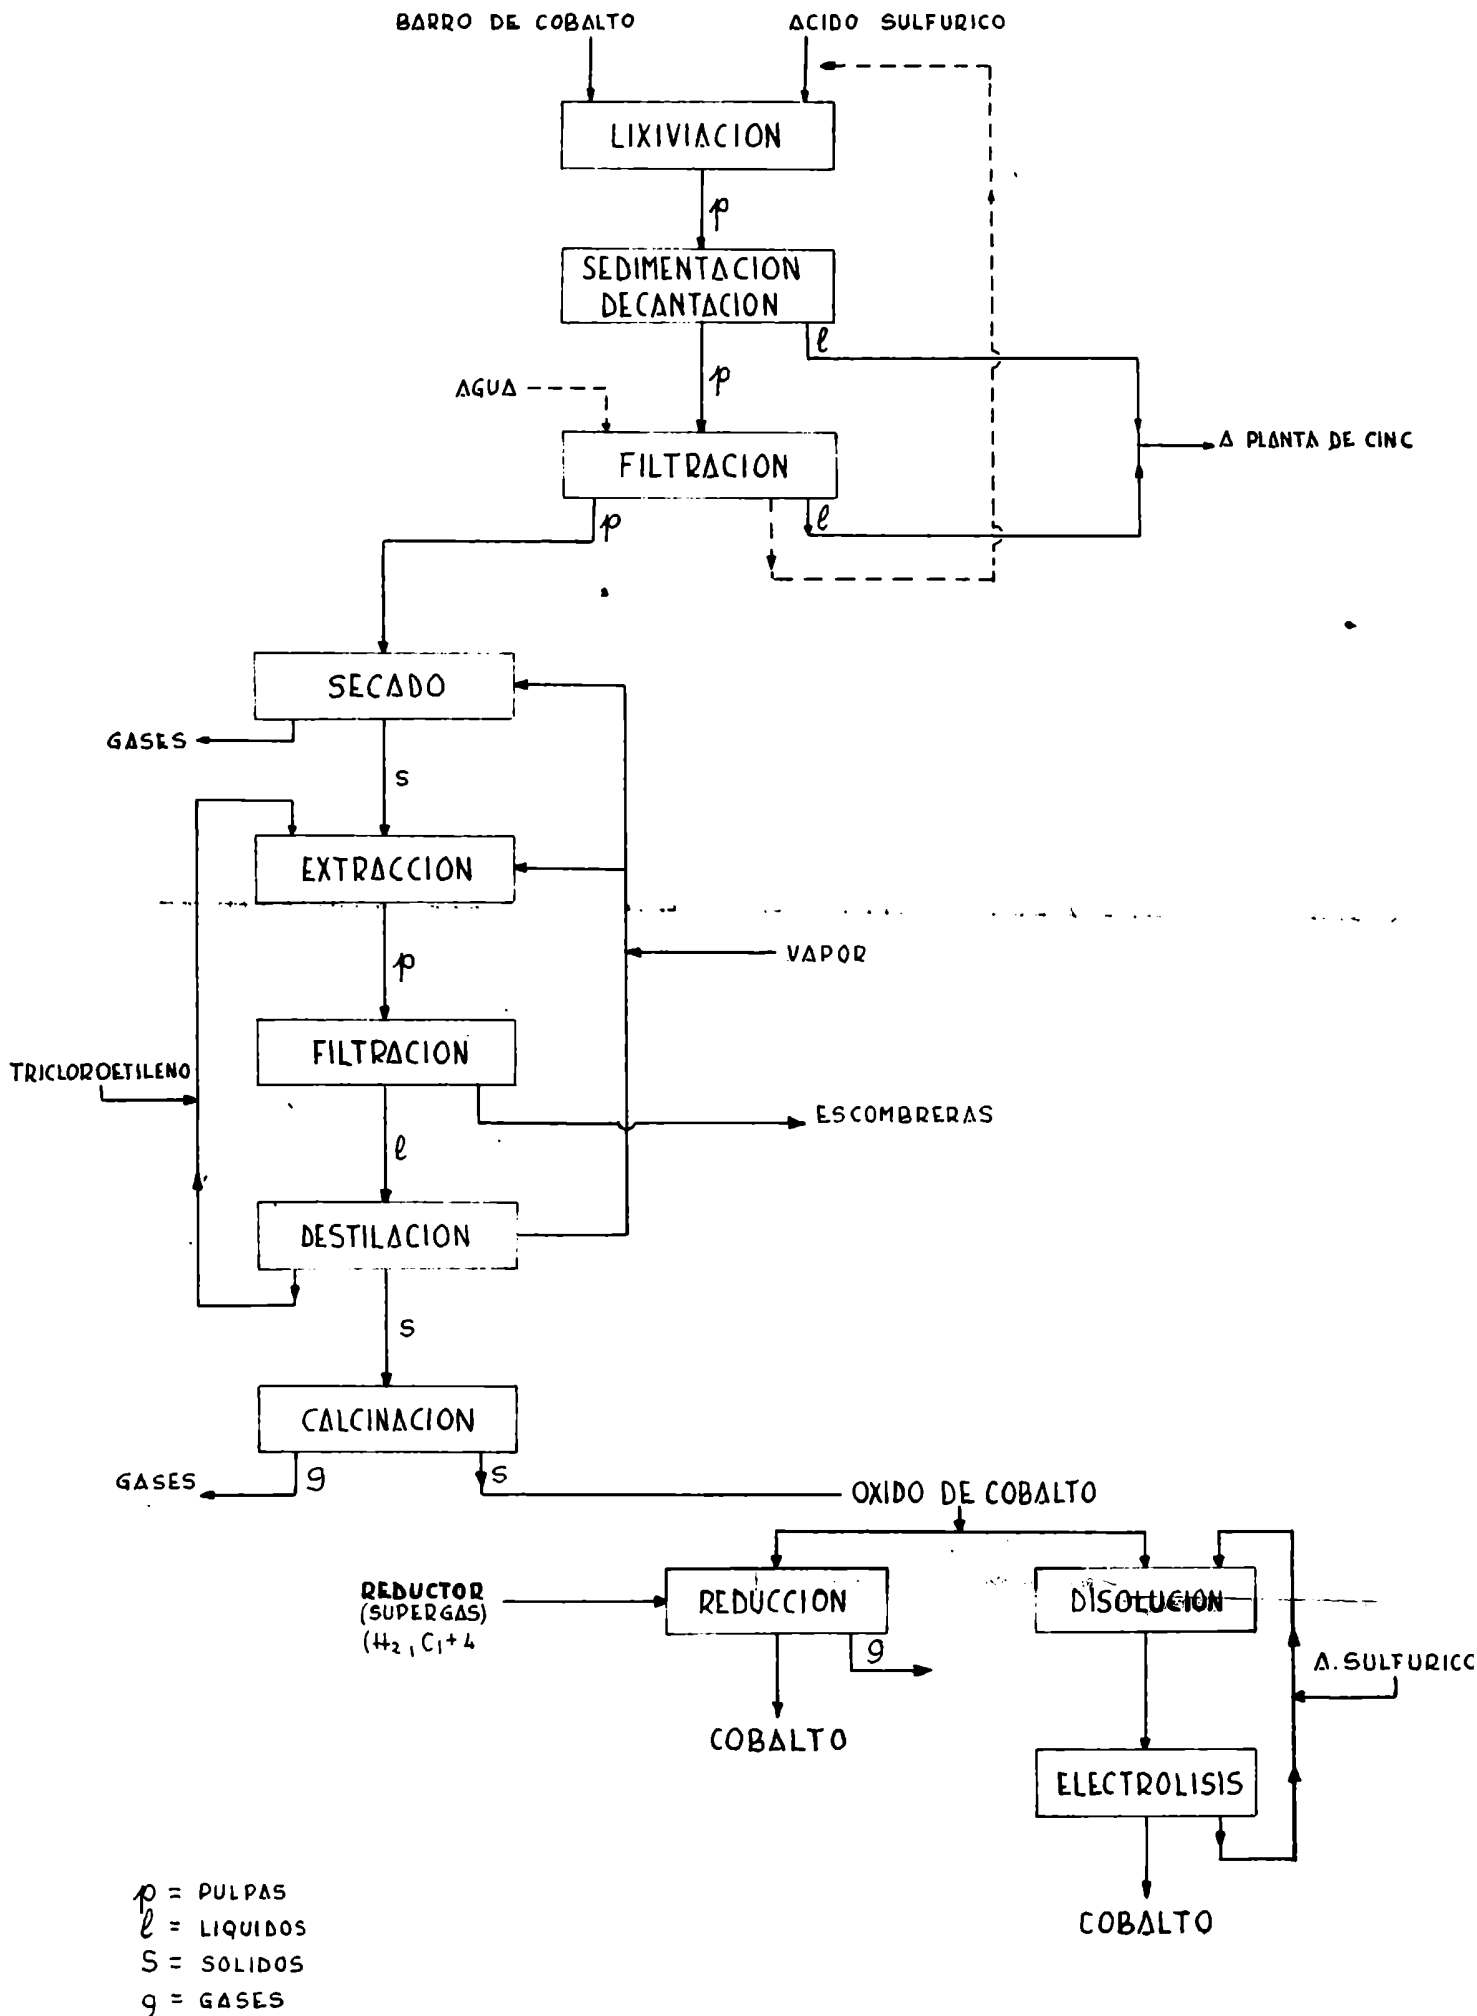 BARRO DE COBALTO
ACIDO SULFURICO
LIXIVIACION
p
SEDIMENTACION
DECANTACION
l
p
AGUA
FILTRACION
A PLANTA DE CINC
p
l
SECADO
GASES
s
EXTRACCION
VAPOR
p
FILTRACION
TRICLOROETILENO
ESCOMBRERAS
l
DESTILACION
s
CALCINACION
GASES
g
s
OXIDO DE COBALTO
REDUCTOR
(SUPERGAS)
(H₂, C₁+4
REDUCCION
DISOLUCION
g
A. SULFURICO
COBALTO
ELECTROLISIS
COBALTO
p = PULPAS
l = LIQUIDOS
S = SOLIDOS
g = GASES